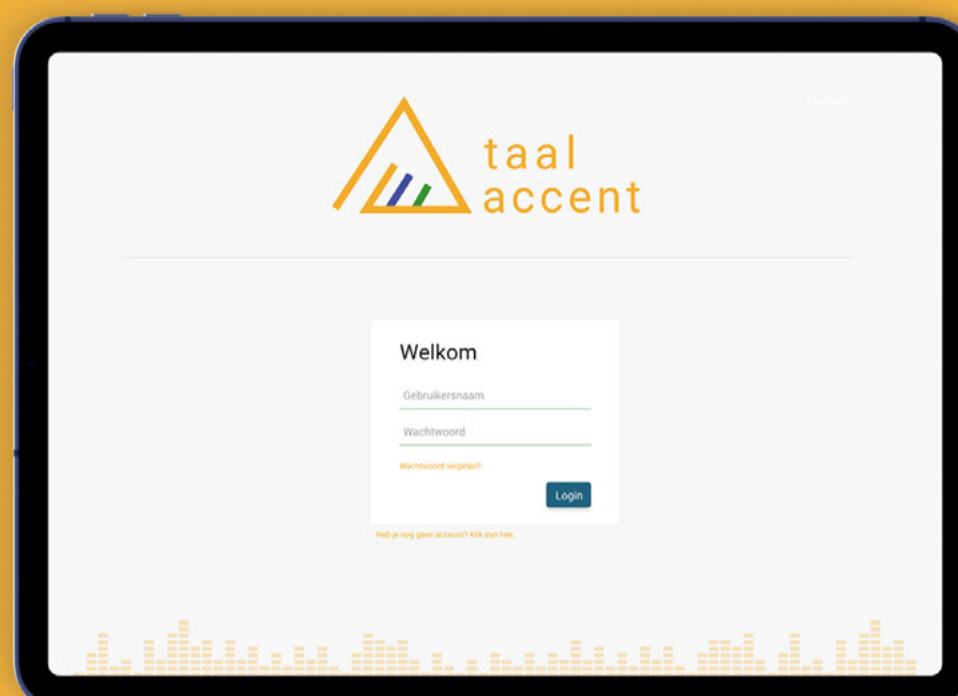 taal
accent
Welkom
Gebruikersnaam
Wachtwoord
Wachtwoord vergeten?
Login
Heb je nog geen account? Klik dan hier.